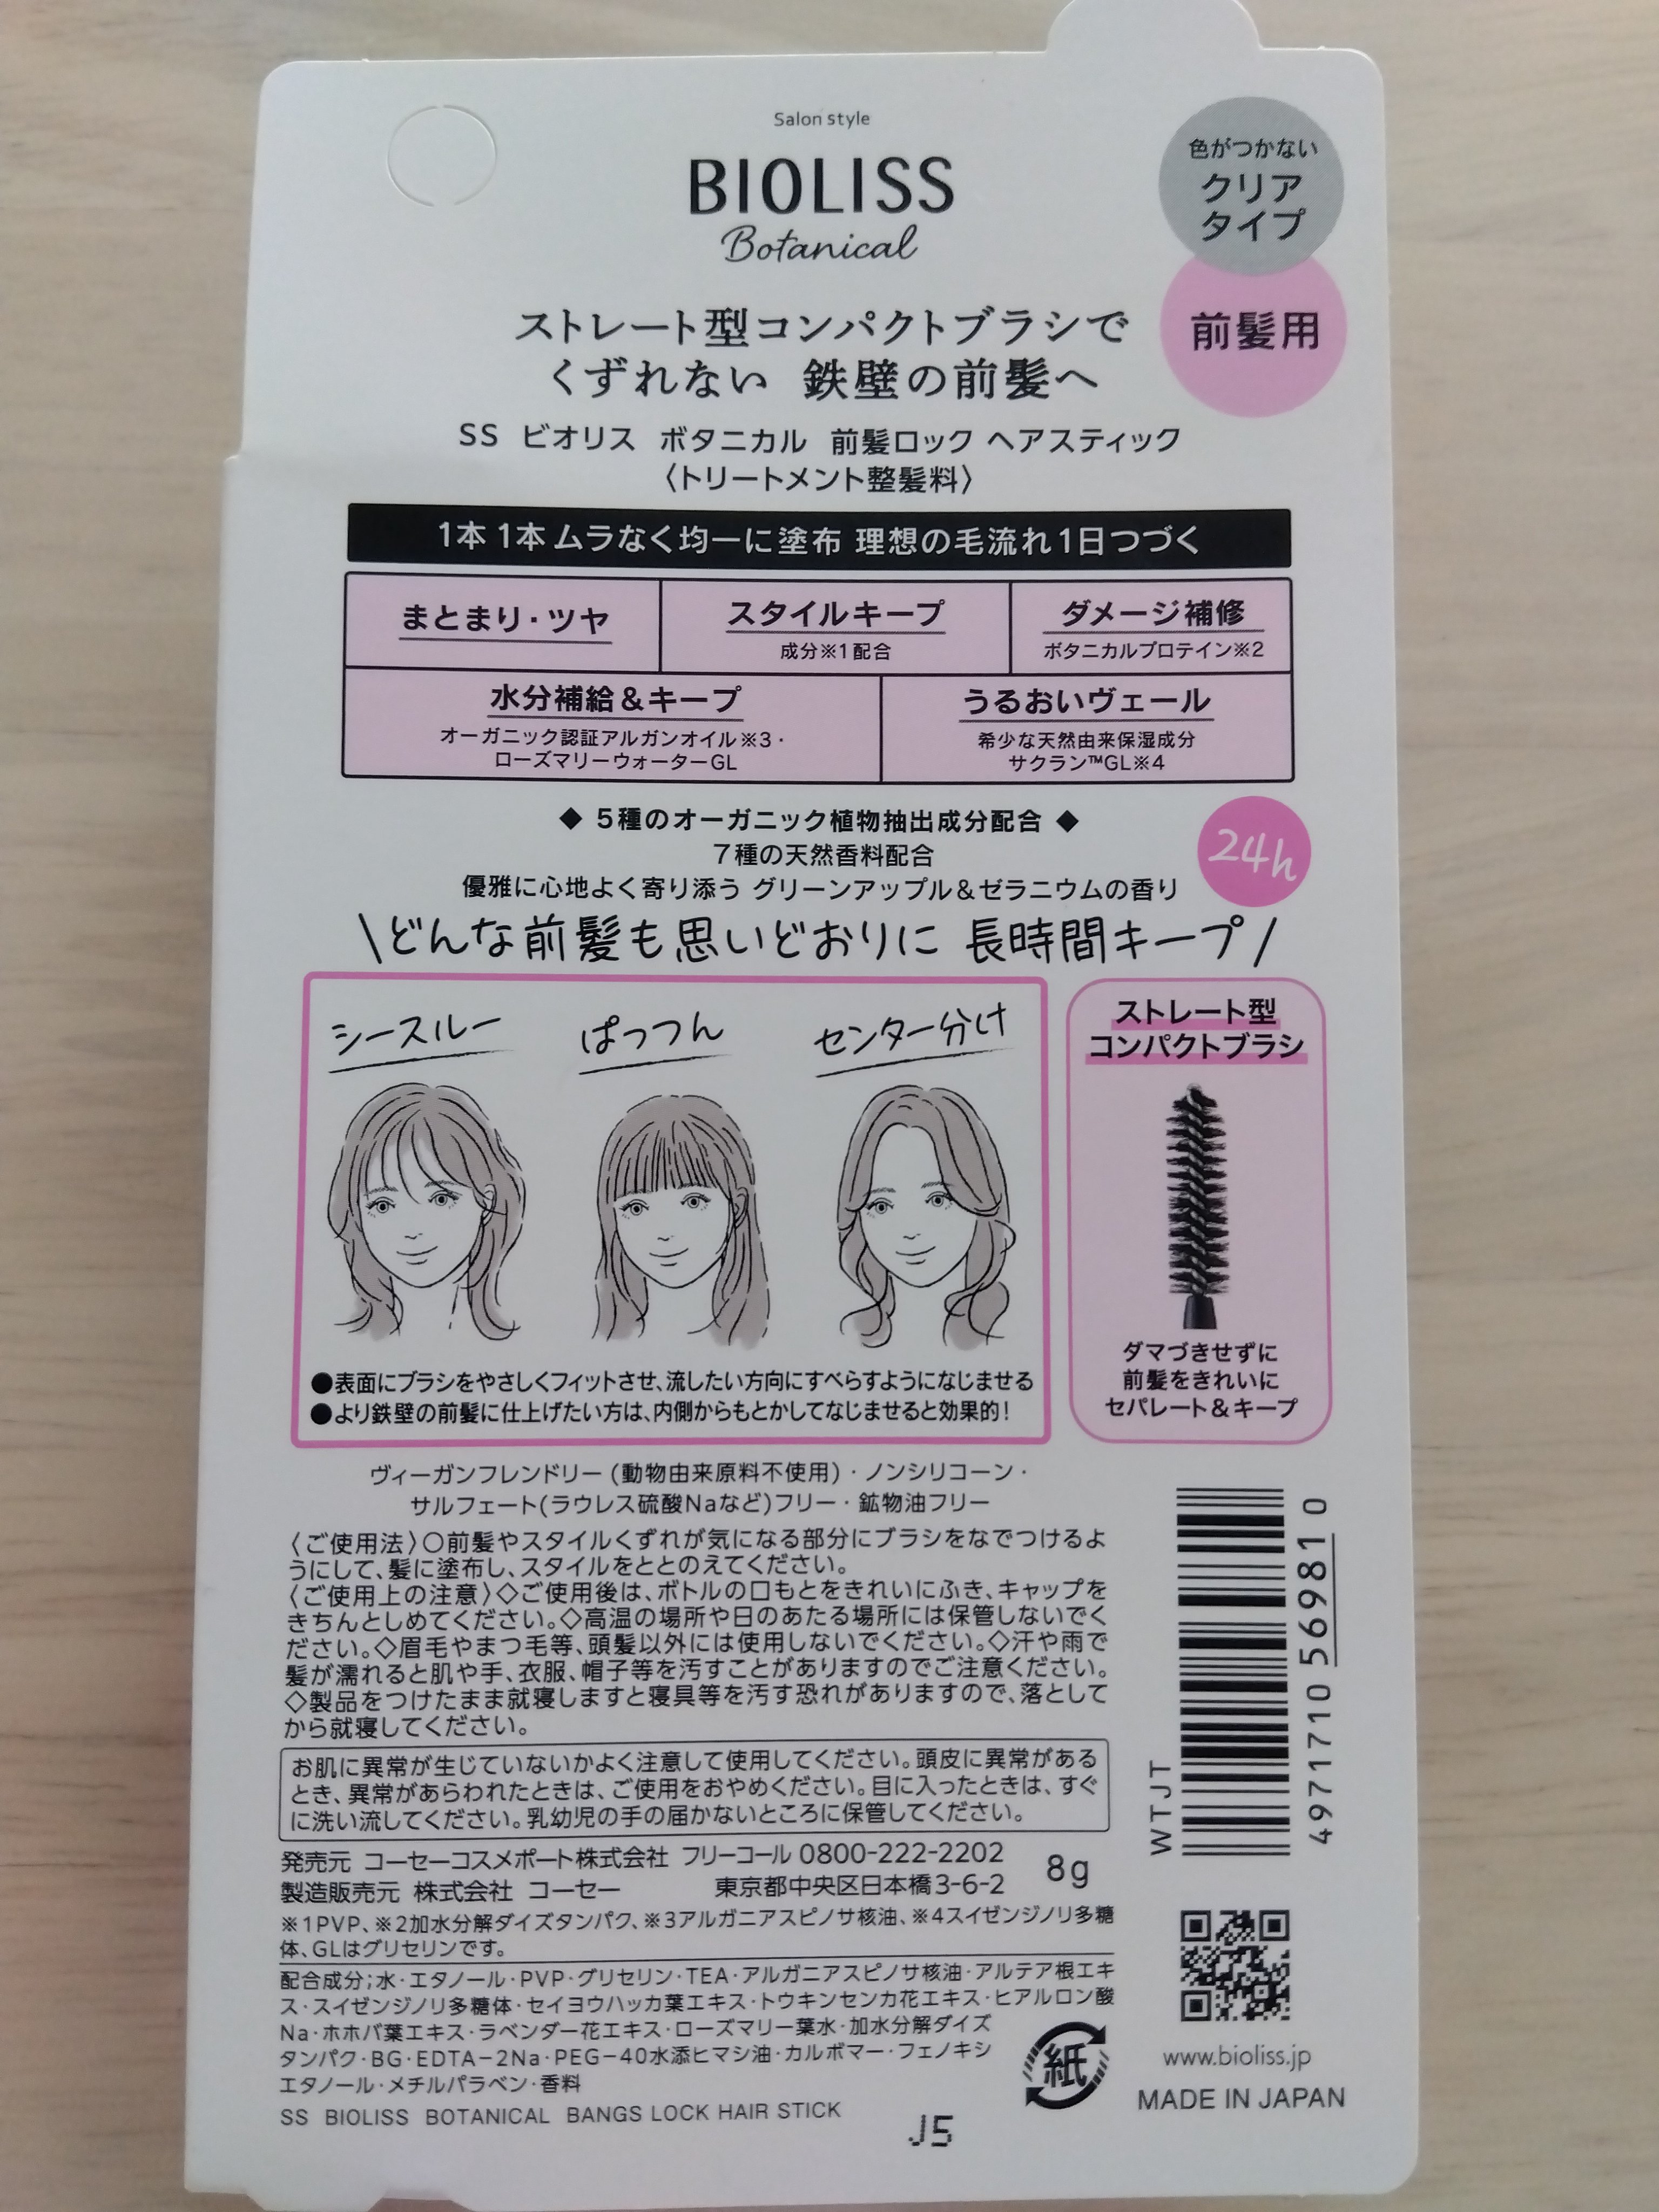 Salon style
BIOLISS
Botanical
色がつかない
クリア
タイプ
前髪用
ストレート型コンパクトブラシで
くずれない 鉄壁の前髪へ
SS ビオリス ボタニカル 前髪ロック ヘアスティック
〈トリートメント整髪料〉
1本1本ムラなく均一に塗布 理想の毛流れ1日つづく
まとまり・ツヤ
スタイルキープ
成分※1配合
ダメージ補修
ボタニカルプロテイン※2
水分補給&キープ
オーガニック認証アルガンオイル※3・
ローズマリーウォーターGL
うるおいヴェール
希少な天然由来保湿成分
サクラン™GL※4
◆ 5種のオーガニック植物抽出成分配合 ◆
7種の天然香料配合
優雅に心地よく寄り添う グリーンアップル&ゼラニウムの香り
24h
\どんな前髪も思いどおりに 長時間キープ/
シースルー
ぱっつん
センター分け
●表面にブラシをやさしくフィットさせ、流したい方向にすべらすようになじませる
●より鉄壁の前髪に仕上げたい方は、内側からもとかしてなじませると効果的!
ストレート型
コンパクトブラシ
ダマづきせずに
前髪をきれいに
セパレート&キープ
ヴィーガンフレンドリー(動物由来原料不使用)・ノンシリコーン・
サルフェート(ラウレス硫酸Naなど)フリー・鉱物油フリー
〈ご使用法〉○前髪やスタイルくずれが気になる部分にブラシをなでつけるよ
うにして、髪に塗布し、スタイルをととのえてください。
〈ご使用上の注意〉◇ご使用後は、ボトルの口もとをきれいにふき、キャップを
きちんとしめてください。◇高温の場所や日のあたる場所には保管しないでく
ださい。◇眉毛やまつ毛等、頭髪以外には使用しないでください。◇汗や雨で
髪が濡れると肌や手、衣服、帽子等を汚すことがありますのでご注意ください。
◇製品をつけたまま就寝しますと寝具等を汚す恐れがありますので、落として
から就寝してください。
お肌に異常が生じていないかよく注意して使用してください。頭皮に異常がある
とき、異常があらわれたときは、ご使用をおやめください。目に入ったときは、すぐ
に洗い流してください。乳幼児の手の届かないところに保管してください。
発売元 コーセーコスメポート株式会社 フリーコール 0800-222-2202
製造販売元 株式会社 コーセー 東京都中央区日本橋3-6-2
8g
※1PVP、※2加水分解ダイズタンパク、※3アルガニアスピノサ核油、※4スイゼンジノリ多糖
体、GLはグリセリンです。
配合成分;水・エタノール・PVP・グリセリン・TEA・アルガニアスピノサ核油・アルテア根エキ
ス・スイゼンジノリ多糖体・セイヨウハッカ葉エキス・トウキンセンカ花エキス・ヒアルロン酸
Na・ホホバ葉エキス・ラベンダー花エキス・ローズマリー葉水・加水分解ダイズ
タンパク・BG・EDTA-2Na・PEG-40水添ヒマシ油・カルボマー・フェノキシ
エタノール・メチルパラベン・香料
SS BIOLISS BOTANICAL BANGS LOCK HAIR STICK
J5
紙
WTJT
4971710 569810
www.bioliss.jp
MADE IN JAPAN